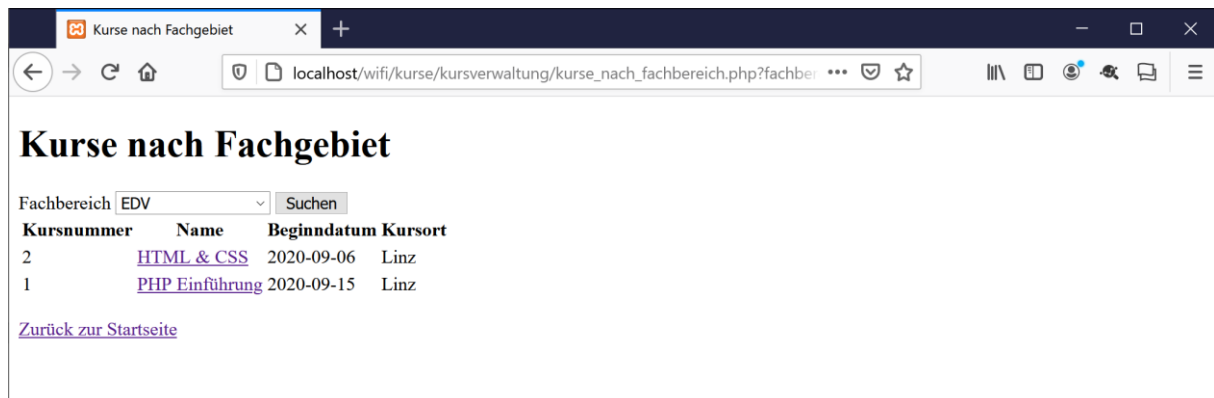 Kurse nach Fachgebiet
localhost/wifi/kurse/kursverwaltung/kurse_nach_fachbereich.php?fachber
Kurse nach Fachgebiet
Fachbereich EDV Suchen
Kursnummer Name Beginndatum Kursort
2 HTML & CSS 2020-09-06 Linz
1 PHP Einführung 2020-09-15 Linz
Zurück zur Startseite